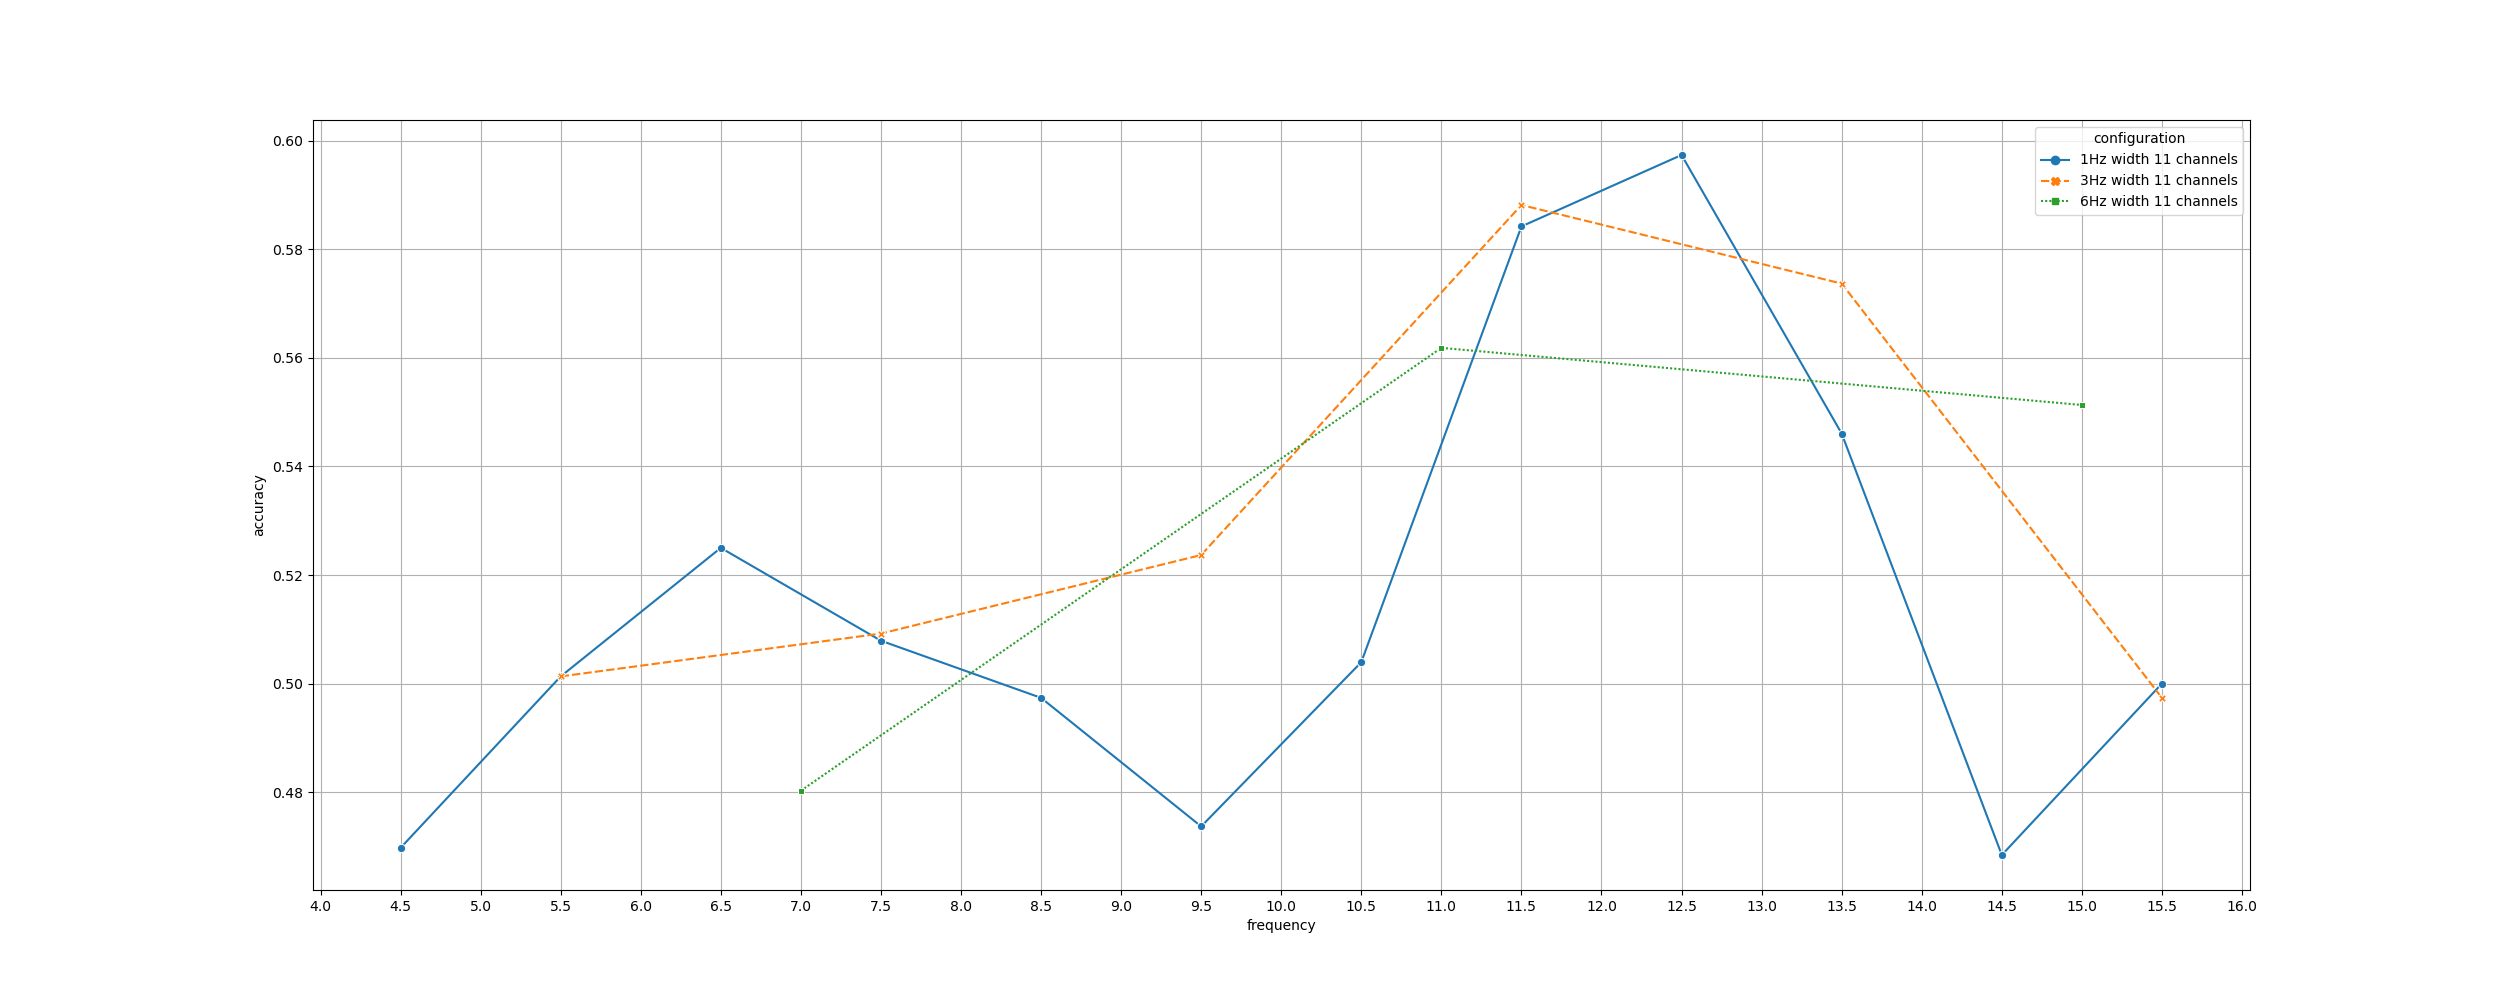 configuration
1Hz width 11 channels
3Hz width 11 channels
6Hz width 11 channels
0.60
0.58
0.56
0.54
0.52
0.50
0.48
accuracy
4.0 4.5 5.0 5.5 6.0 6.5 7.0 7.5 8.0 8.5 9.0 9.5 10.0 10.5 11.0 11.5 12.0 12.5 13.0 13.5 14.0 14.5 15.0 15.5 16.0
frequency